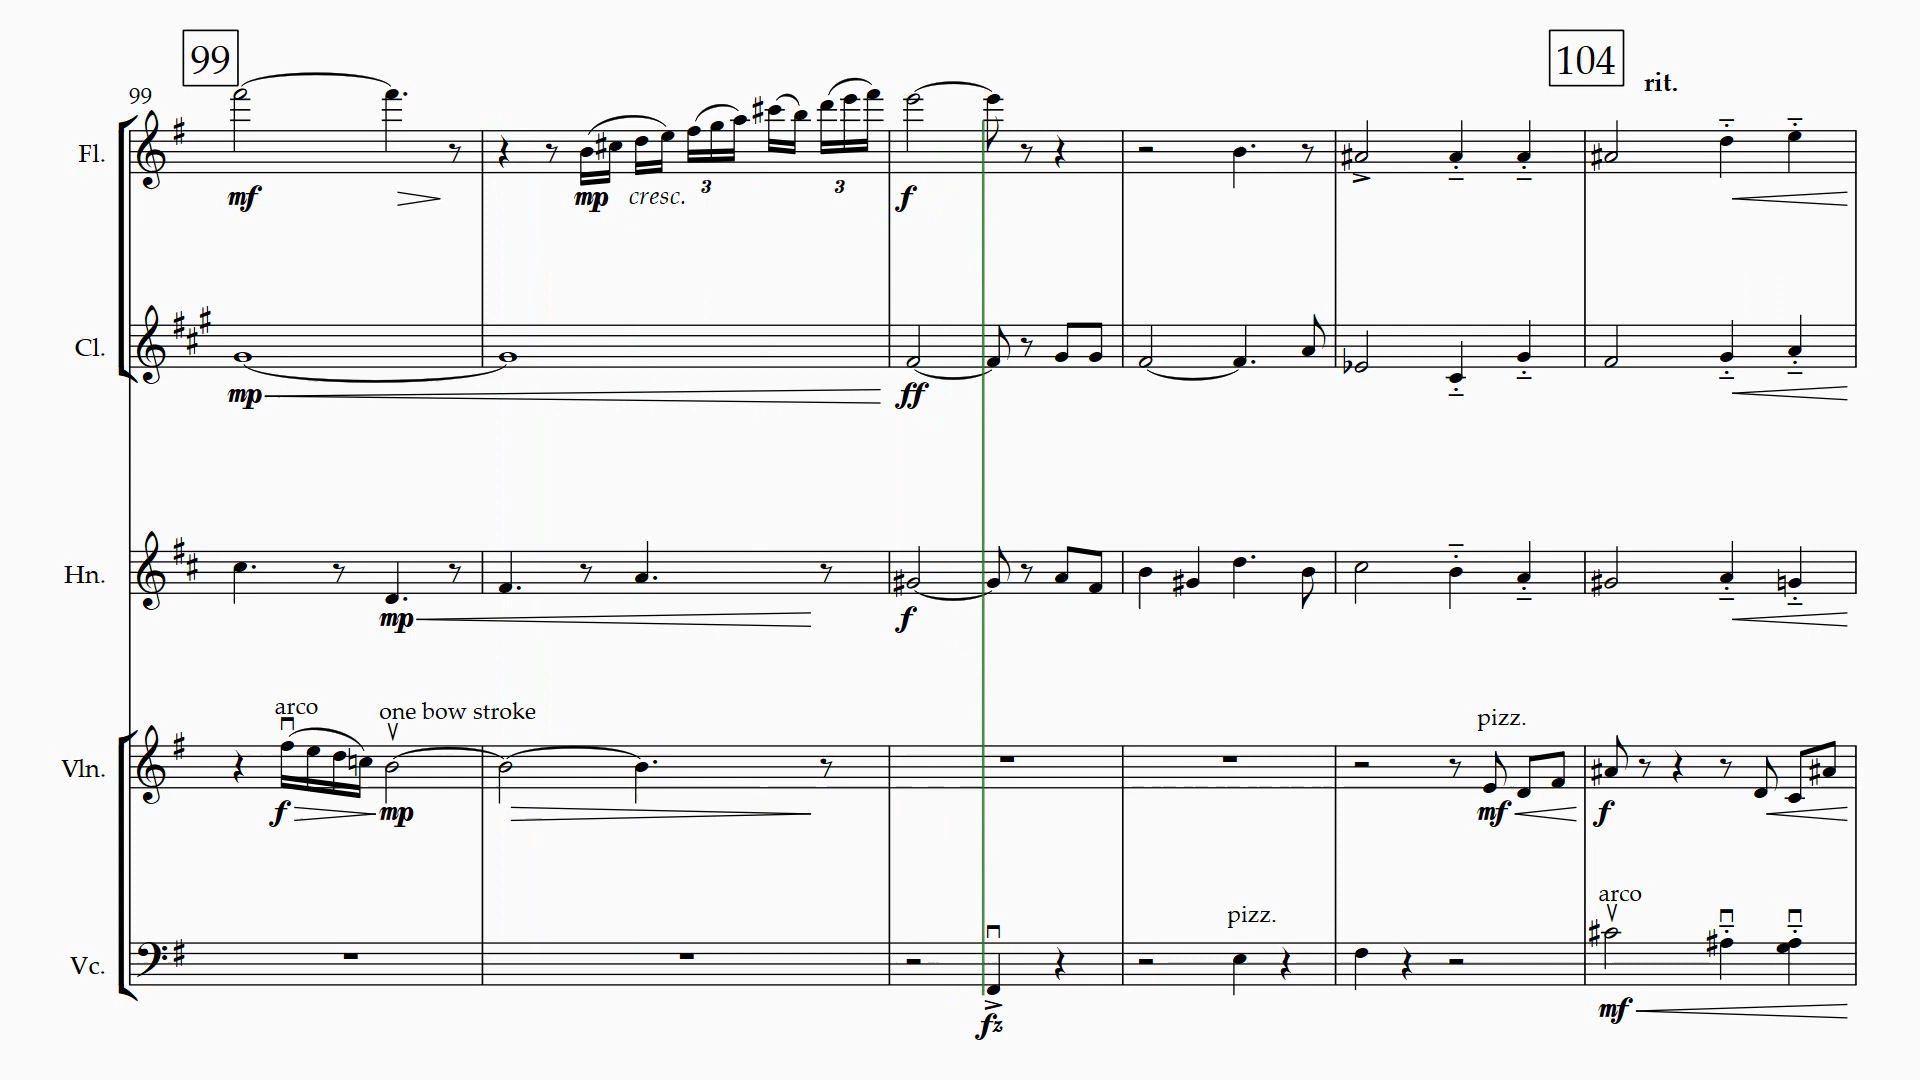 99
104
99
rit.
Fl.
3
3
mf
mp
cresc.
f
Cl.
mp
ff
Hn.
mp
f
arco
one bow stroke
pizz.
Vln.
f
mp
mf
f
arco
pizz.
Vc.
mf
fz